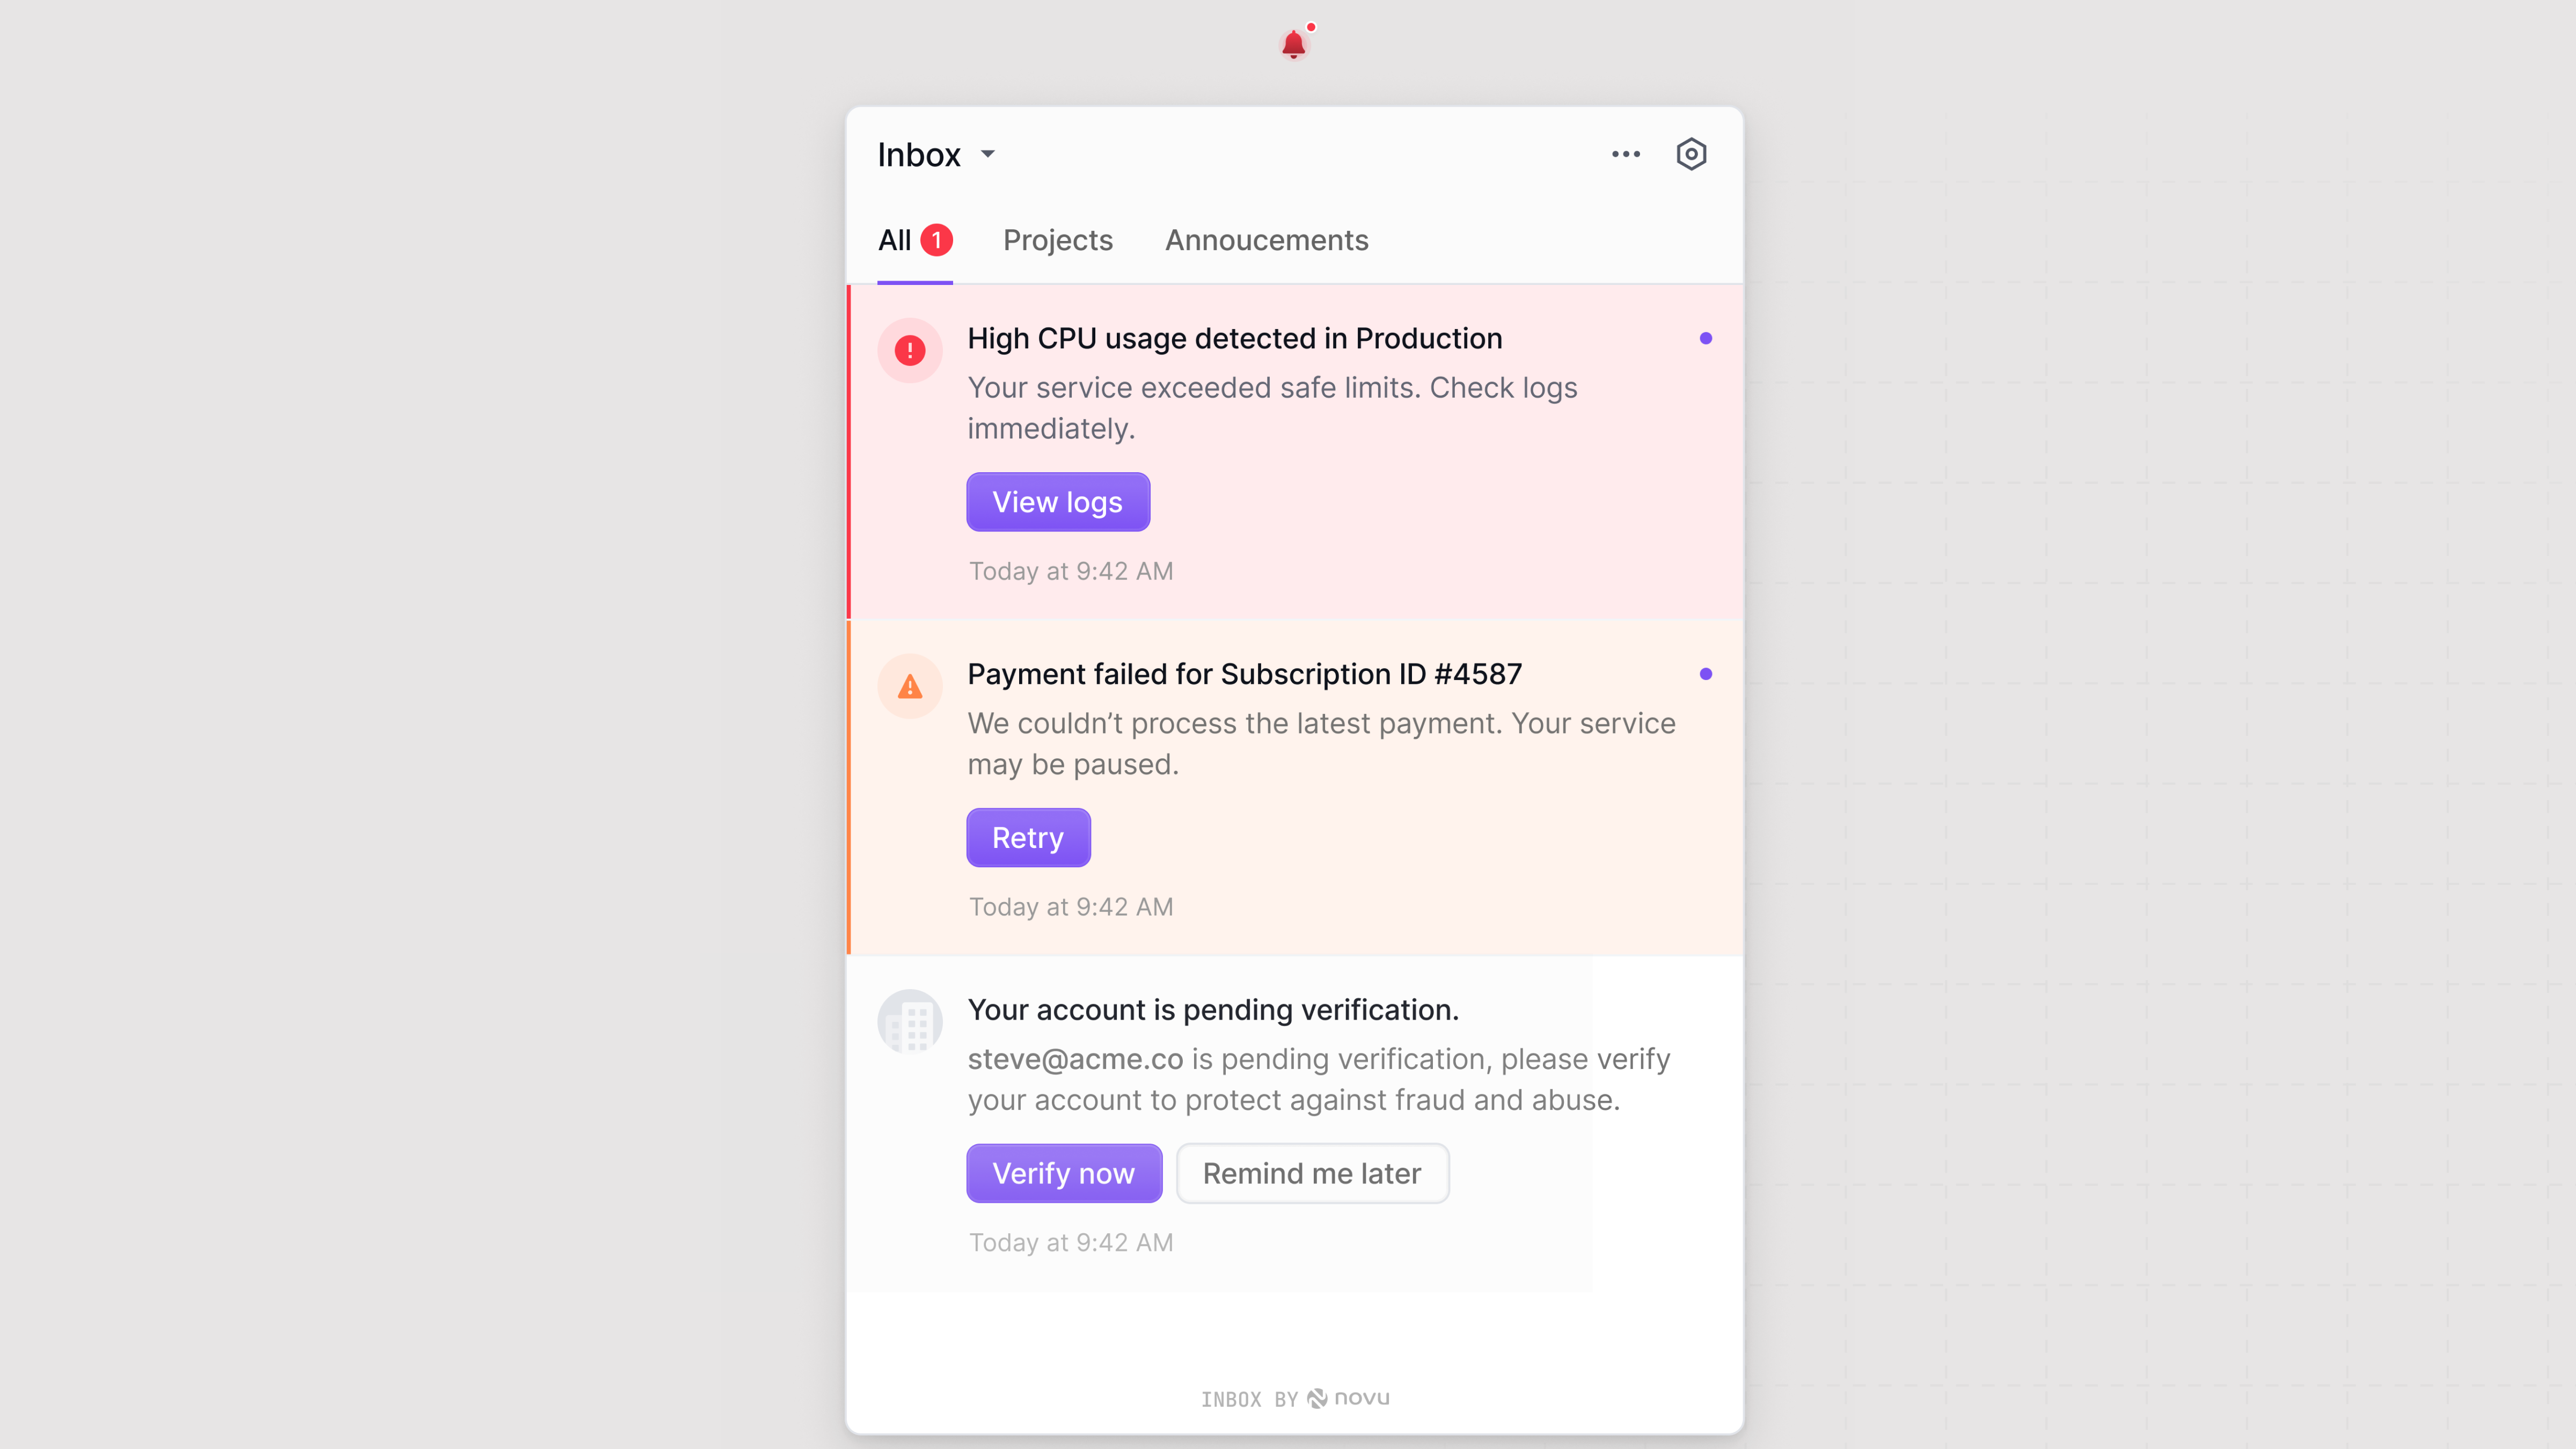 Inbox
All 1 Projects Annoucements
High CPU usage detected in Production
Your service exceeded safe limits. Check logs
immediately.
View logs
Today at 9:42 AM
Payment failed for Subscription ID #4587
We couldn’t process the latest payment. Your service
may be paused.
Retry
Today at 9:42 AM
Your account is pending verification.
steve@acme.co is pending verification, please verify
your account to protect against fraud and abuse.
Verify now Remind me later
Today at 9:42 AM
INBOX BY novu